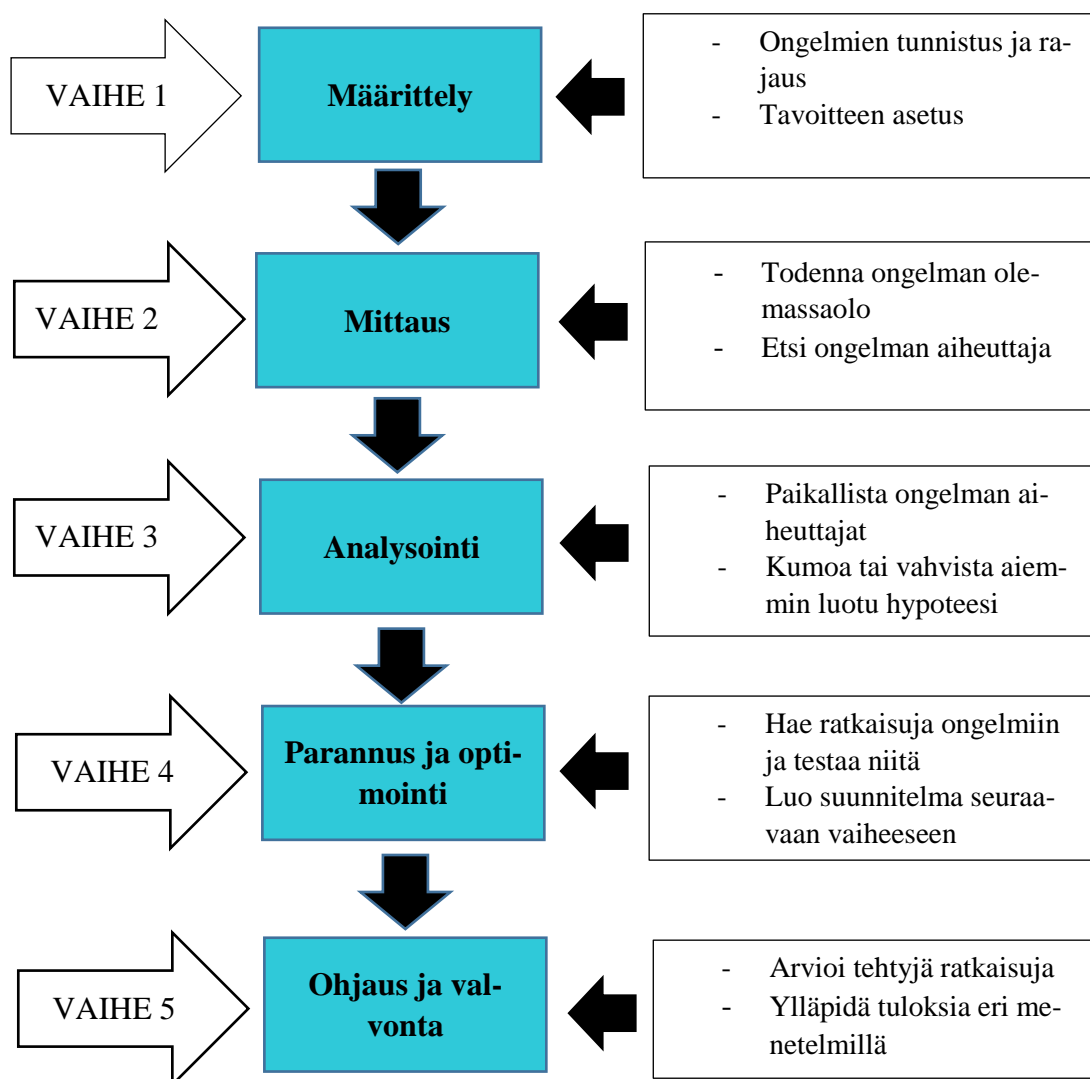 VAIHE 1
Määrittely
- Ongelmien tunnistus ja ra-
jaus
- Tavoitteen asetus
VAIHE 2
Mittaus
- Todenna ongelman ole-
massaolo
- Etsi ongelman aiheuttaja
VAIHE 3
Analysointi
- Paikallista ongelman ai-
heuttajat
- Kumoa tai vahvista aiem-
min luotu hypoteesi
VAIHE 4
Parannus ja opti-
mointi
- Hae ratkaisuja ongelmiin
ja testaa niitä
- Luo suunnitelma seuraa-
vaan vaiheeseen
VAIHE 5
Ohjaus ja val-
vonta
- Arvioi tehtyjä ratkaisuja
- Ylläpidä tuloksia eri me-
netelmillä